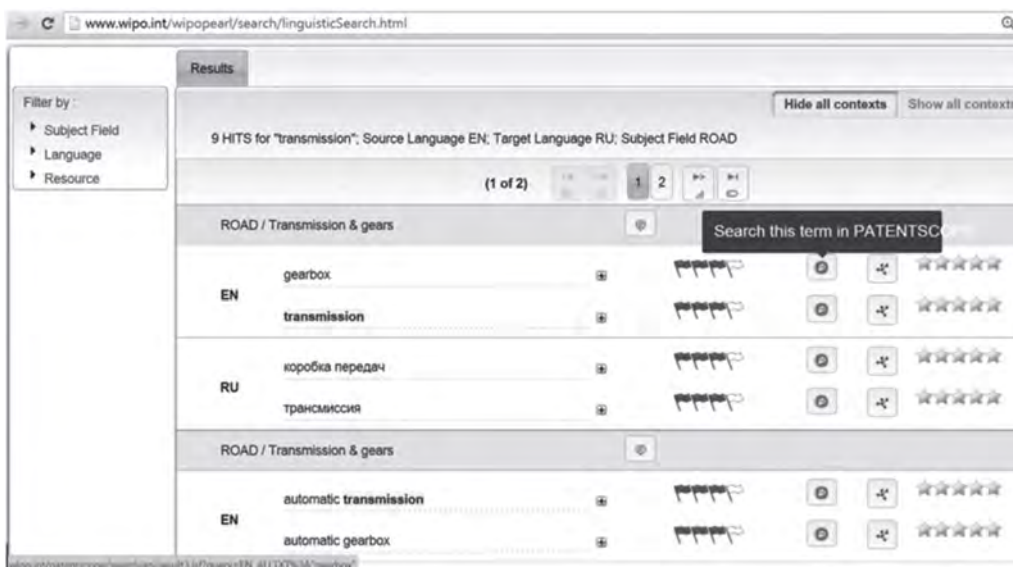 www.wipo.int/wipopearl/search/linguisticSearch.html
Results
Filter by :
Subject Field
Language
Resource
Hide all contexts Show all contexts
9 HITS for "transmission"; Source Language EN; Target Language RU; Subject Field ROAD
(1 of 2) 1 2
ROAD / Transmission & gears
Search this term in PATENTSCOPE
EN
gearbox
transmission
RU
коробка передач
трансмиссия
ROAD / Transmission & gears
EN
automatic transmission
automatic gearbox